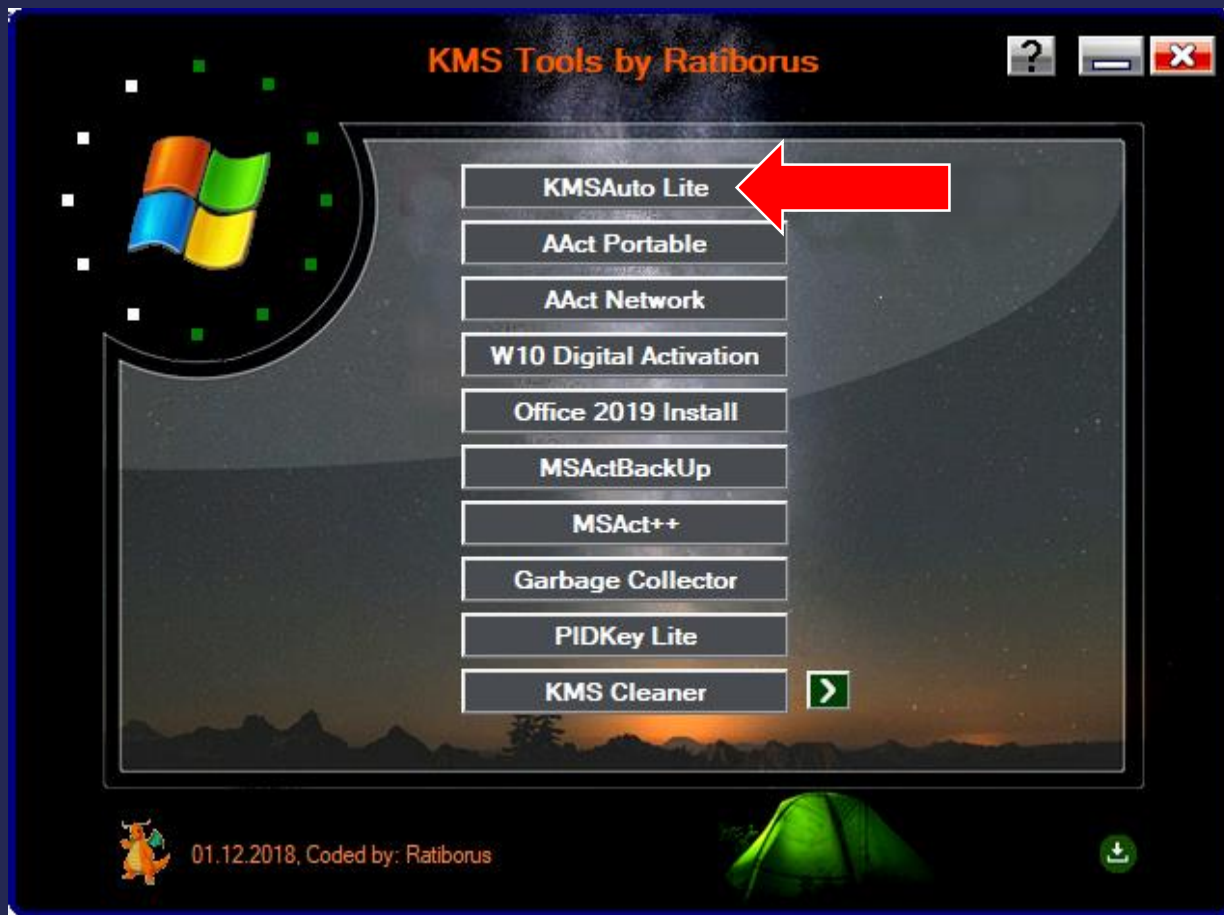 KMS Tools by Ratiborus
?
KMSAuto Lite
AAct Portable
AAct Network
W10 Digital Activation
Office 2019 Install
MSActBackUp
MSAct++
Garbage Collector
PIDKey Lite
KMS Cleaner
01.12.2018, Coded by: Ratiborus